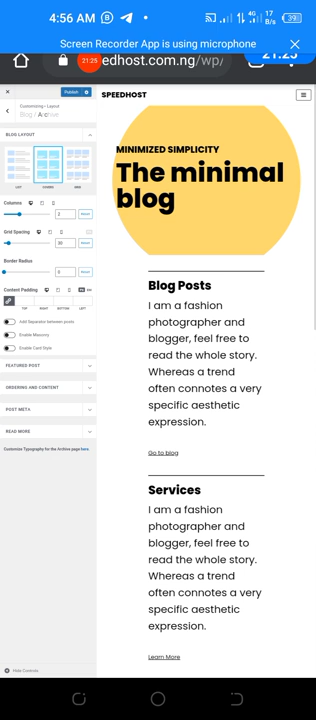 4:56 AM
4G
17
B/s
39
Screen Recorder App is using microphone
21:25
edhost.com.ng/wp/
21:25
Publish
Customizing • Layout
Blog / Archive
BLOG LAYOUT
LIST
COVERS
GRID
Columns
2
Reset
Grid Spacing
30
Reset
Border Radius
0
Reset
Content Padding
TOP
RIGHT
BOTTOM
LEFT
Add Separator between posts
Enable Masonry
Enable Card Style
FEATURED POST
ORDERING AND CONTENT
POST META
READ MORE
Customize Typography for the Archive page here.
Hide Controls
SPEEDHOST
MINIMIZED SIMPLICITY
The minimal
blog
Blog Posts
I am a fashion
photographer and
blogger, feel free to
read the whole story.
Whereas a trend
often connotes a very
specific aesthetic
expression.
Go to blog
Services
I am a fashion
photographer and
blogger, feel free to
read the whole story.
Whereas a trend
often connotes a very
specific aesthetic
expression.
Learn More